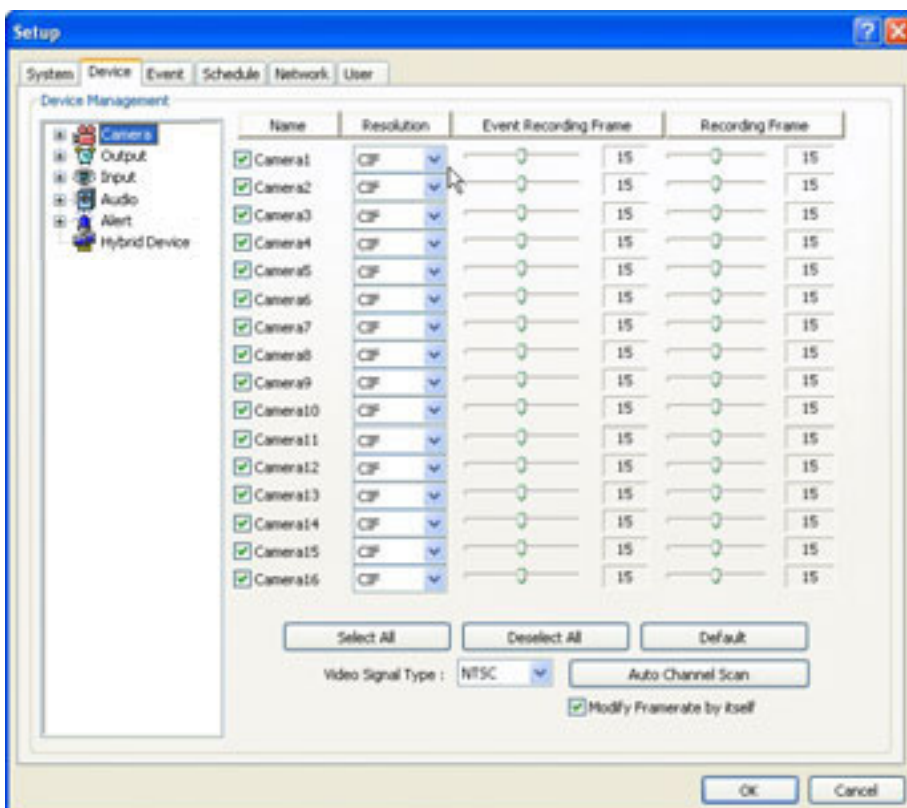 Setup
System Device Event Schedule Network User
Device Management
Camera
Output
Input
Audio
Alert
Hybrid Device
Name Resolution Event Recording Frame Recording Frame
Camera1 CIF 15 15
Camera2 CIF 15 15
Camera3 CIF 15 15
Camera4 CIF 15 15
Camera5 CIF 15 15
Camera6 CIF 15 15
Camera7 CIF 15 15
Camera8 CIF 15 15
Camera9 CIF 15 15
Camera10 CIF 15 15
Camera11 CIF 15 15
Camera12 CIF 15 15
Camera13 CIF 15 15
Camera14 CIF 15 15
Camera15 CIF 15 15
Camera16 CIF 15 15
Select All Deselect All Default
Video Signal Type : NTSC Auto Channel Scan
Modify Framerate by itself
OK Cancel